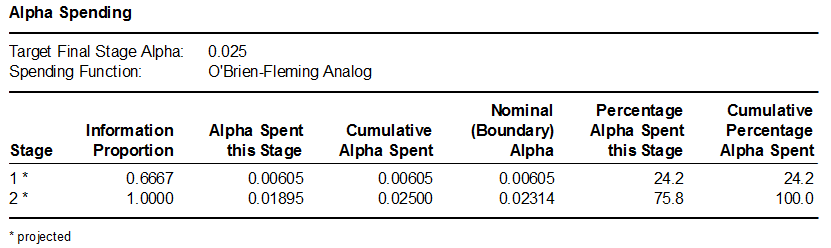 Alpha Spending
Target Final Stage Alpha: 0.025
Spending Function: O'Brien-Fleming Analog
Nominal Percentage Cumulative
Information Alpha Spent Cumulative (Boundary) Alpha Spent Percentage
Stage Proportion this Stage Alpha Spent Alpha this Stage Alpha Spent
1 * 0.6667 0.00605 0.00605 0.00605 24.2 24.2
2 * 1.0000 0.01895 0.02500 0.02314 75.8 100.0
* projected